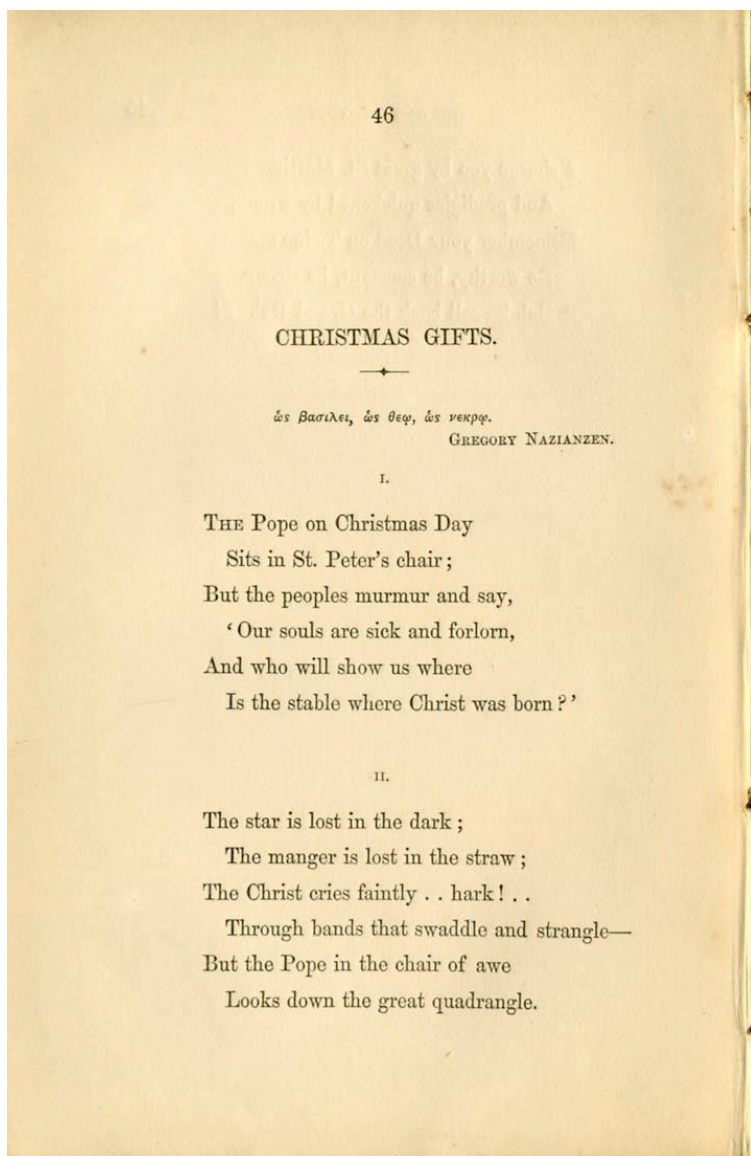 46
CHRISTMAS GIFTS.
ὡς βασιλει, ὡς θεῳ, ὡς νεκρῳ.
GREGORY NAZIANZEN.
I.
THE Pope on Christmas Day
Sits in St. Peter's chair;
But the peoples murmur and say,
‘Our souls are sick and forlorn,
And who will show us where
Is the stable where Christ was born?’
II.
The star is lost in the dark;
The manger is lost in the straw;
The Christ cries faintly . . hark! . .
Through bands that swaddle and strangle—
But the Pope in the chair of awe
Looks down the great quadrangle.